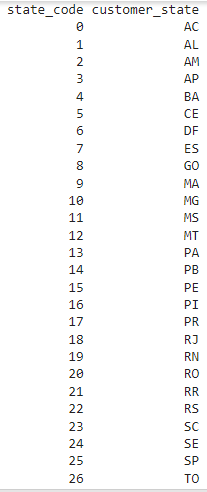 state_code customer_state
0 AC
1 AL
2 AM
3 AP
4 BA
5 CE
6 DF
7 ES
8 GO
9 MA
10 MG
11 MS
12 MT
13 PA
14 PB
15 PE
16 PI
17 PR
18 RJ
19 RN
20 RO
21 RR
22 RS
23 SC
24 SE
25 SP
26 TO